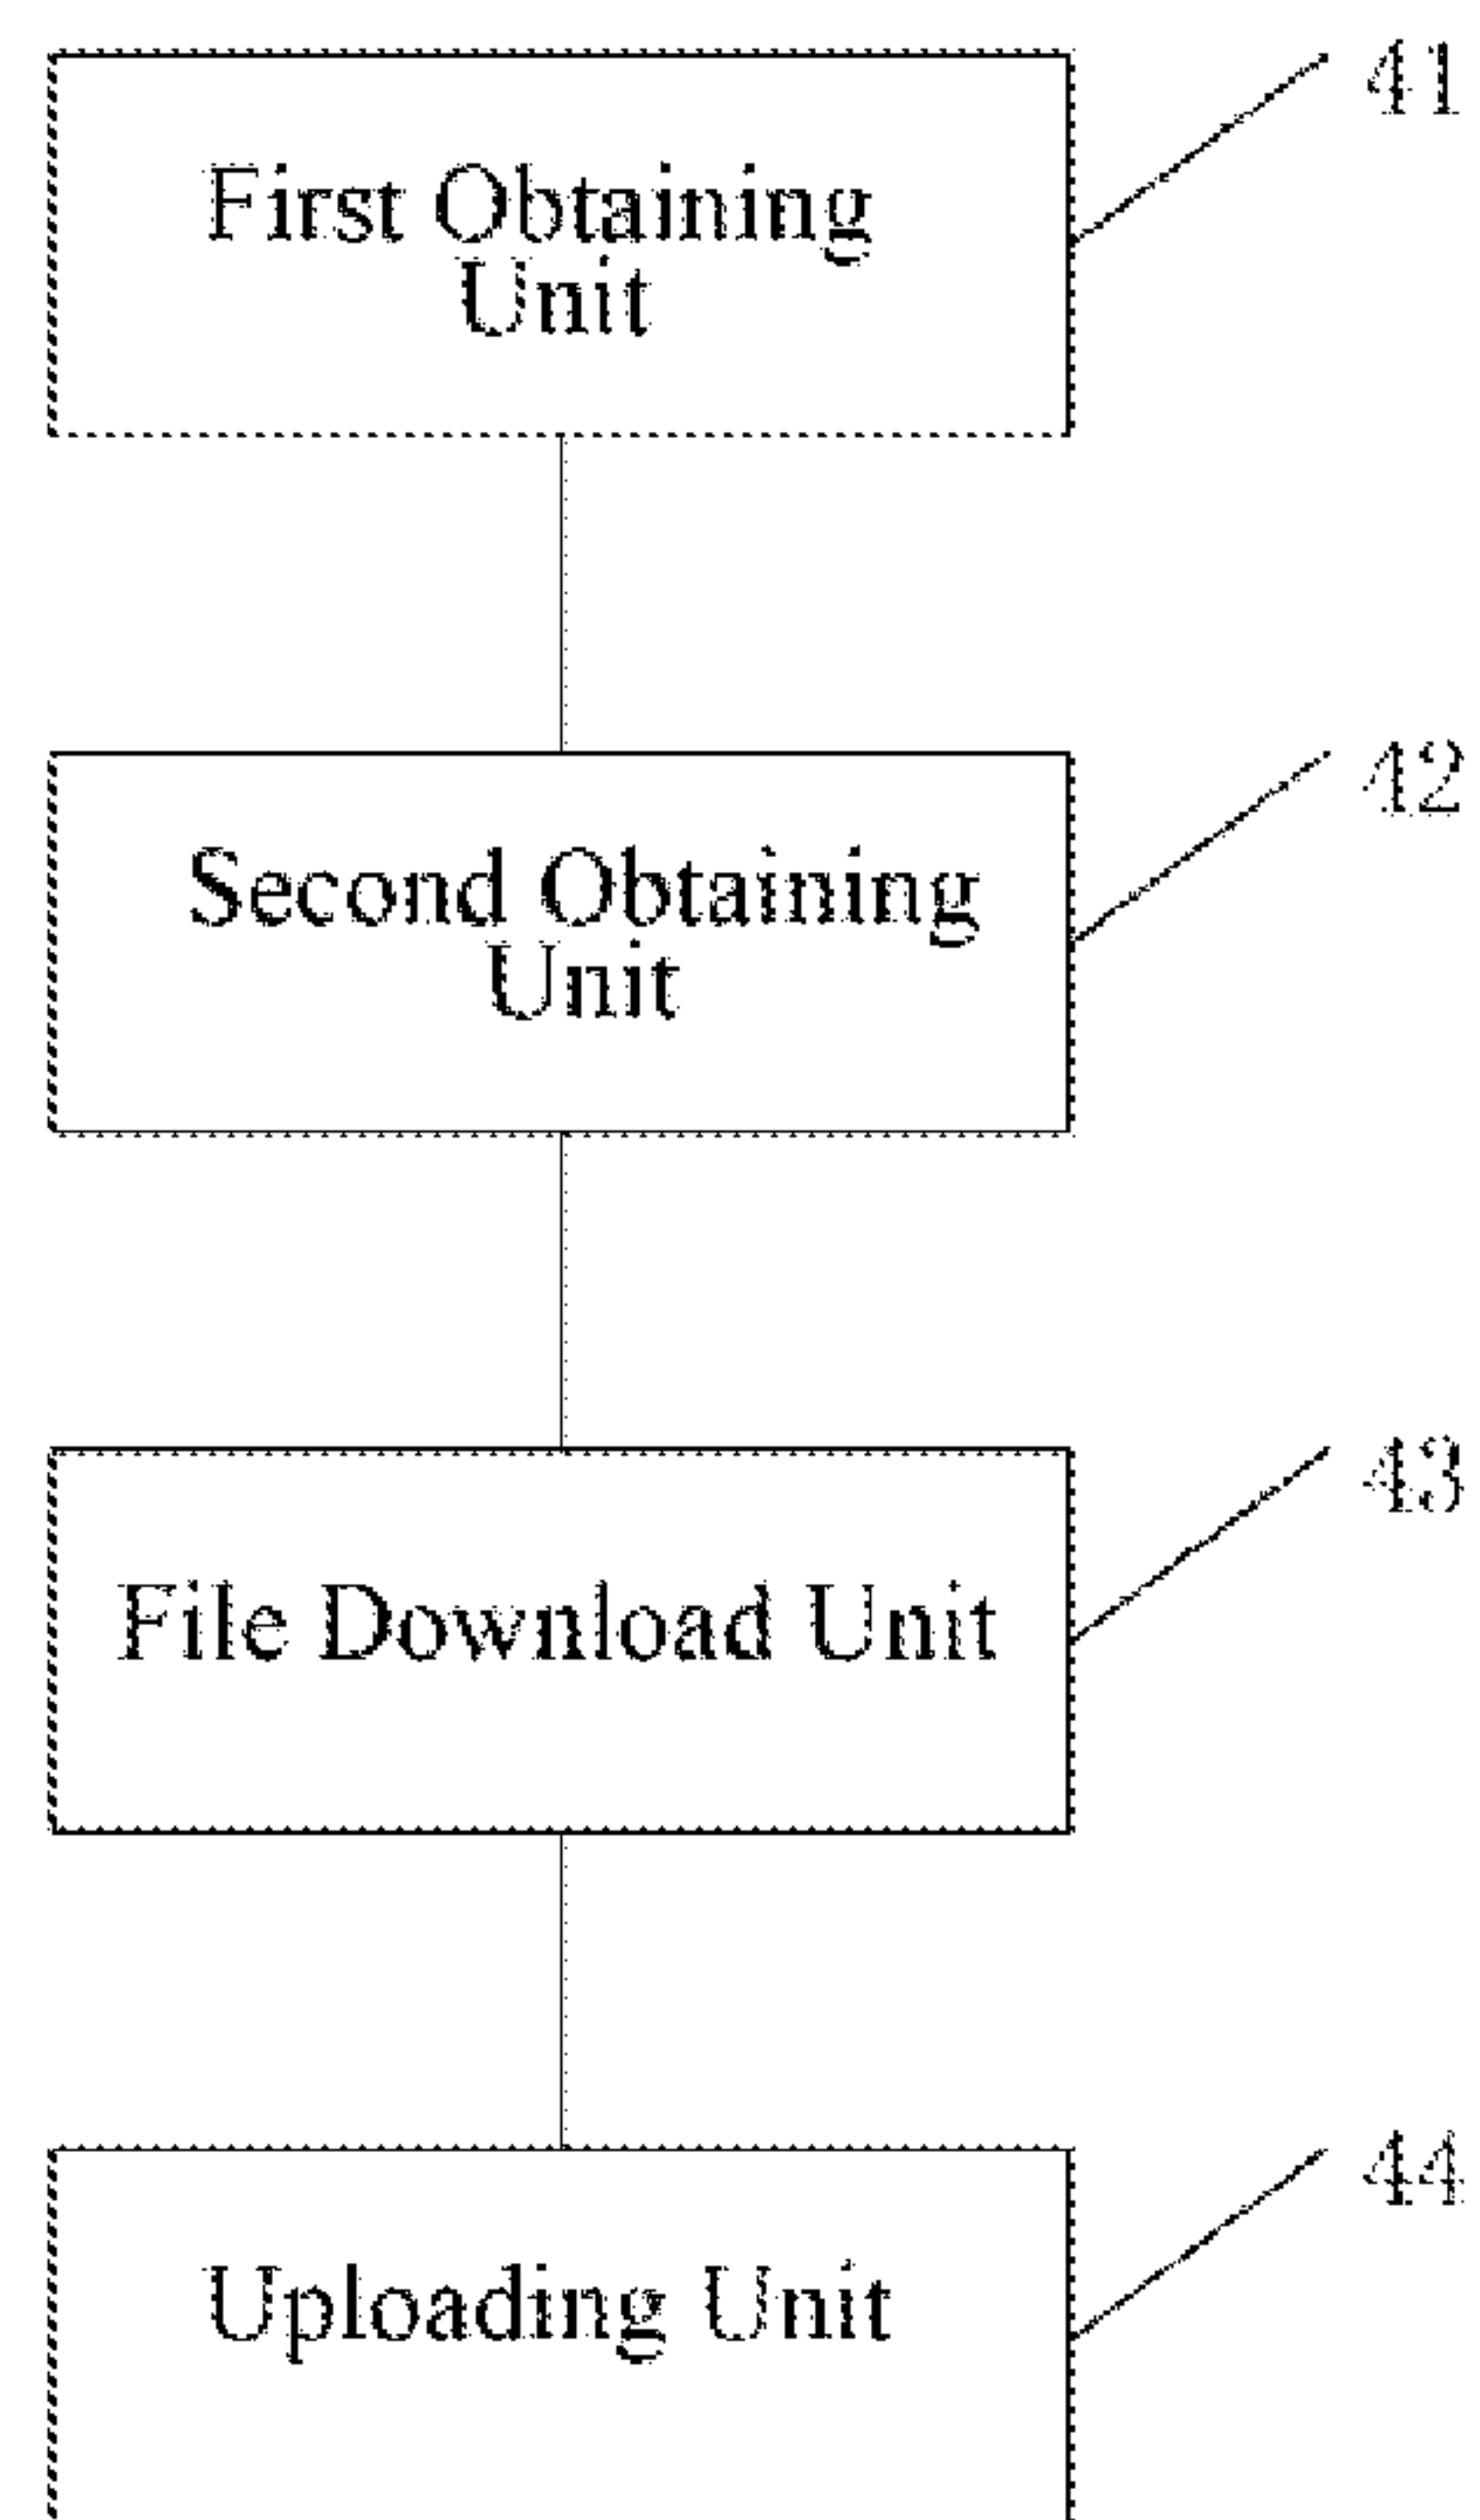 41
First Obtaining
Unit
42
Second Obtaining
Unit
43
File Download Unit
44
Uploading Unit